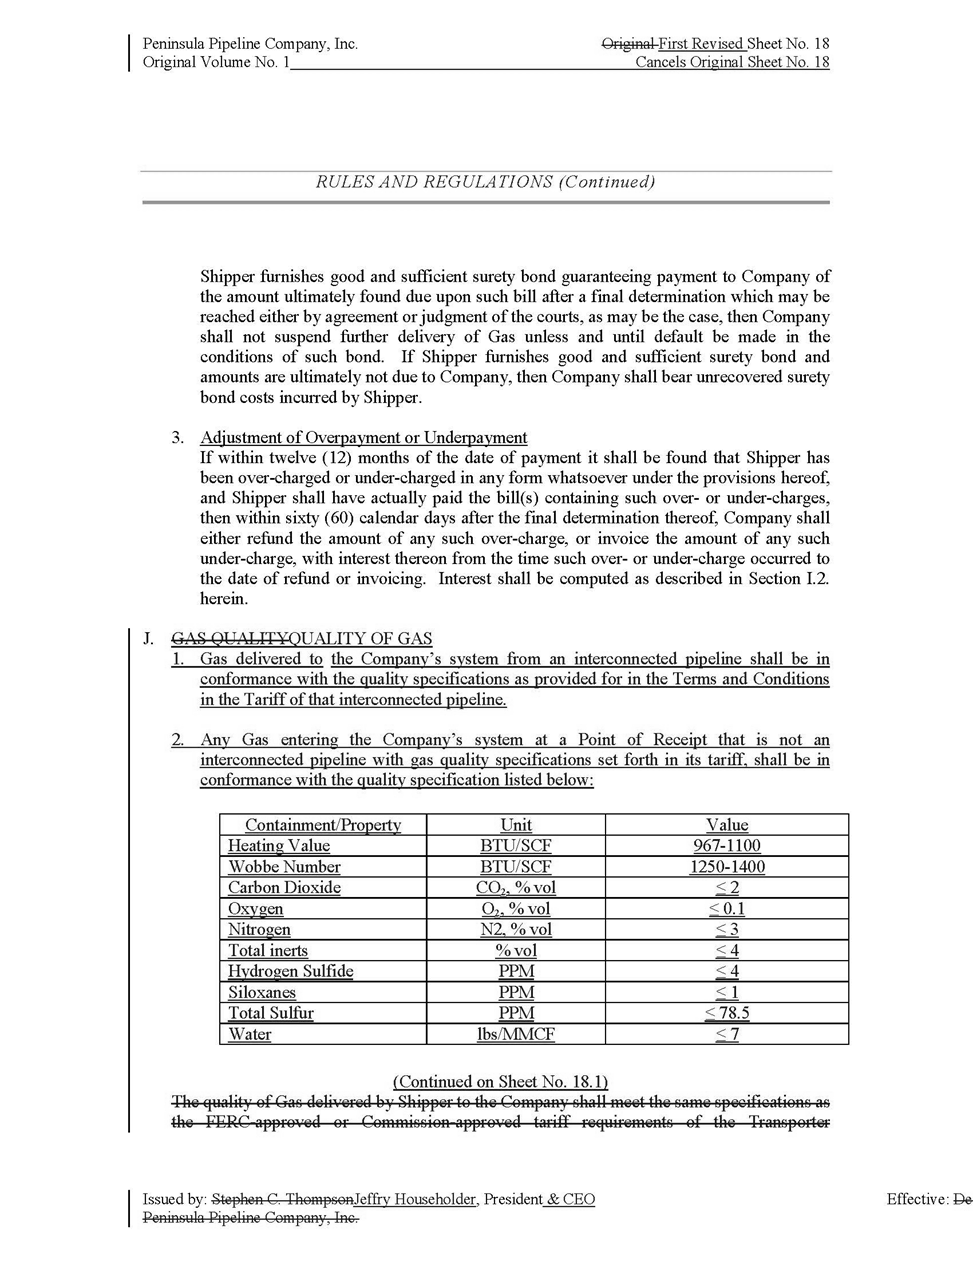 Peninsula Pipeline Company, Inc. Original First Revised Sheet No. 18
Original Volume No. 1 Cancels Original Sheet No. 18
RULES AND REGULATIONS (Continued)
Shipper furnishes good and sufficient surety bond guaranteeing payment to Company of
the amount ultimately found due upon such bill after a final determination which may be
reached either by agreement or judgment of the courts, as may be the case, then Company
shall not suspend further delivery of Gas unless and until default be made in the
conditions of such bond. If Shipper furnishes good and sufficient surety bond and
amounts are ultimately not due to Company, then Company shall bear unrecovered surety
bond costs incurred by Shipper.
3. Adjustment of Overpayment or Underpayment
If within twelve (12) months of the date of payment it shall be found that Shipper has
been over-charged or under-charged in any form whatsoever under the provisions hereof,
and Shipper shall have actually paid the bill(s) containing such over- or under-charges,
then within sixty (60) calendar days after the final determination thereof, Company shall
either refund the amount of any such over-charge, or invoice the amount of any such
under-charge, with interest thereon from the time such over- or under-charge occurred to
the date of refund or invoicing. Interest shall be computed as described in Section I.2.
herein.
J. GAS QUALITYQUALITY OF GAS
1. Gas delivered to the Company's system from an interconnected pipeline shall be in
conformance with the quality specifications as provided for in the Terms and Conditions
in the Tariff of that interconnected pipeline.
2. Any Gas entering the Company's system at a Point of Receipt that is not an
interconnected pipeline with gas quality specifications set forth in its tariff, shall be in
conformance with the quality specification listed below:
Containment/Property Unit Value
Heating Value BTU/SCF 967-1100
Wobbe Number BTU/SCF 1250-1400
Carbon Dioxide CO₂, % vol < 2
Oxygen O₂, % vol < 0.1
Nitrogen N2, % vol < 3
Total inerts % vol < 4
Hydrogen Sulfide PPM < 4
Siloxanes PPM < 1
Total Sulfur PPM < 78.5
Water lbs/MMCF < 7
(Continued on Sheet No. 18.1)
The quality of Gas delivered by Shipper to the Company shall meet the same specifications as
the FERC-approved or Commission-approved tariff requirements of the Transporter
Issued by: Stephen C. ThompsonJeffry Householder, President & CEO Effective: De
Peninsula Pipeline Company, Inc.